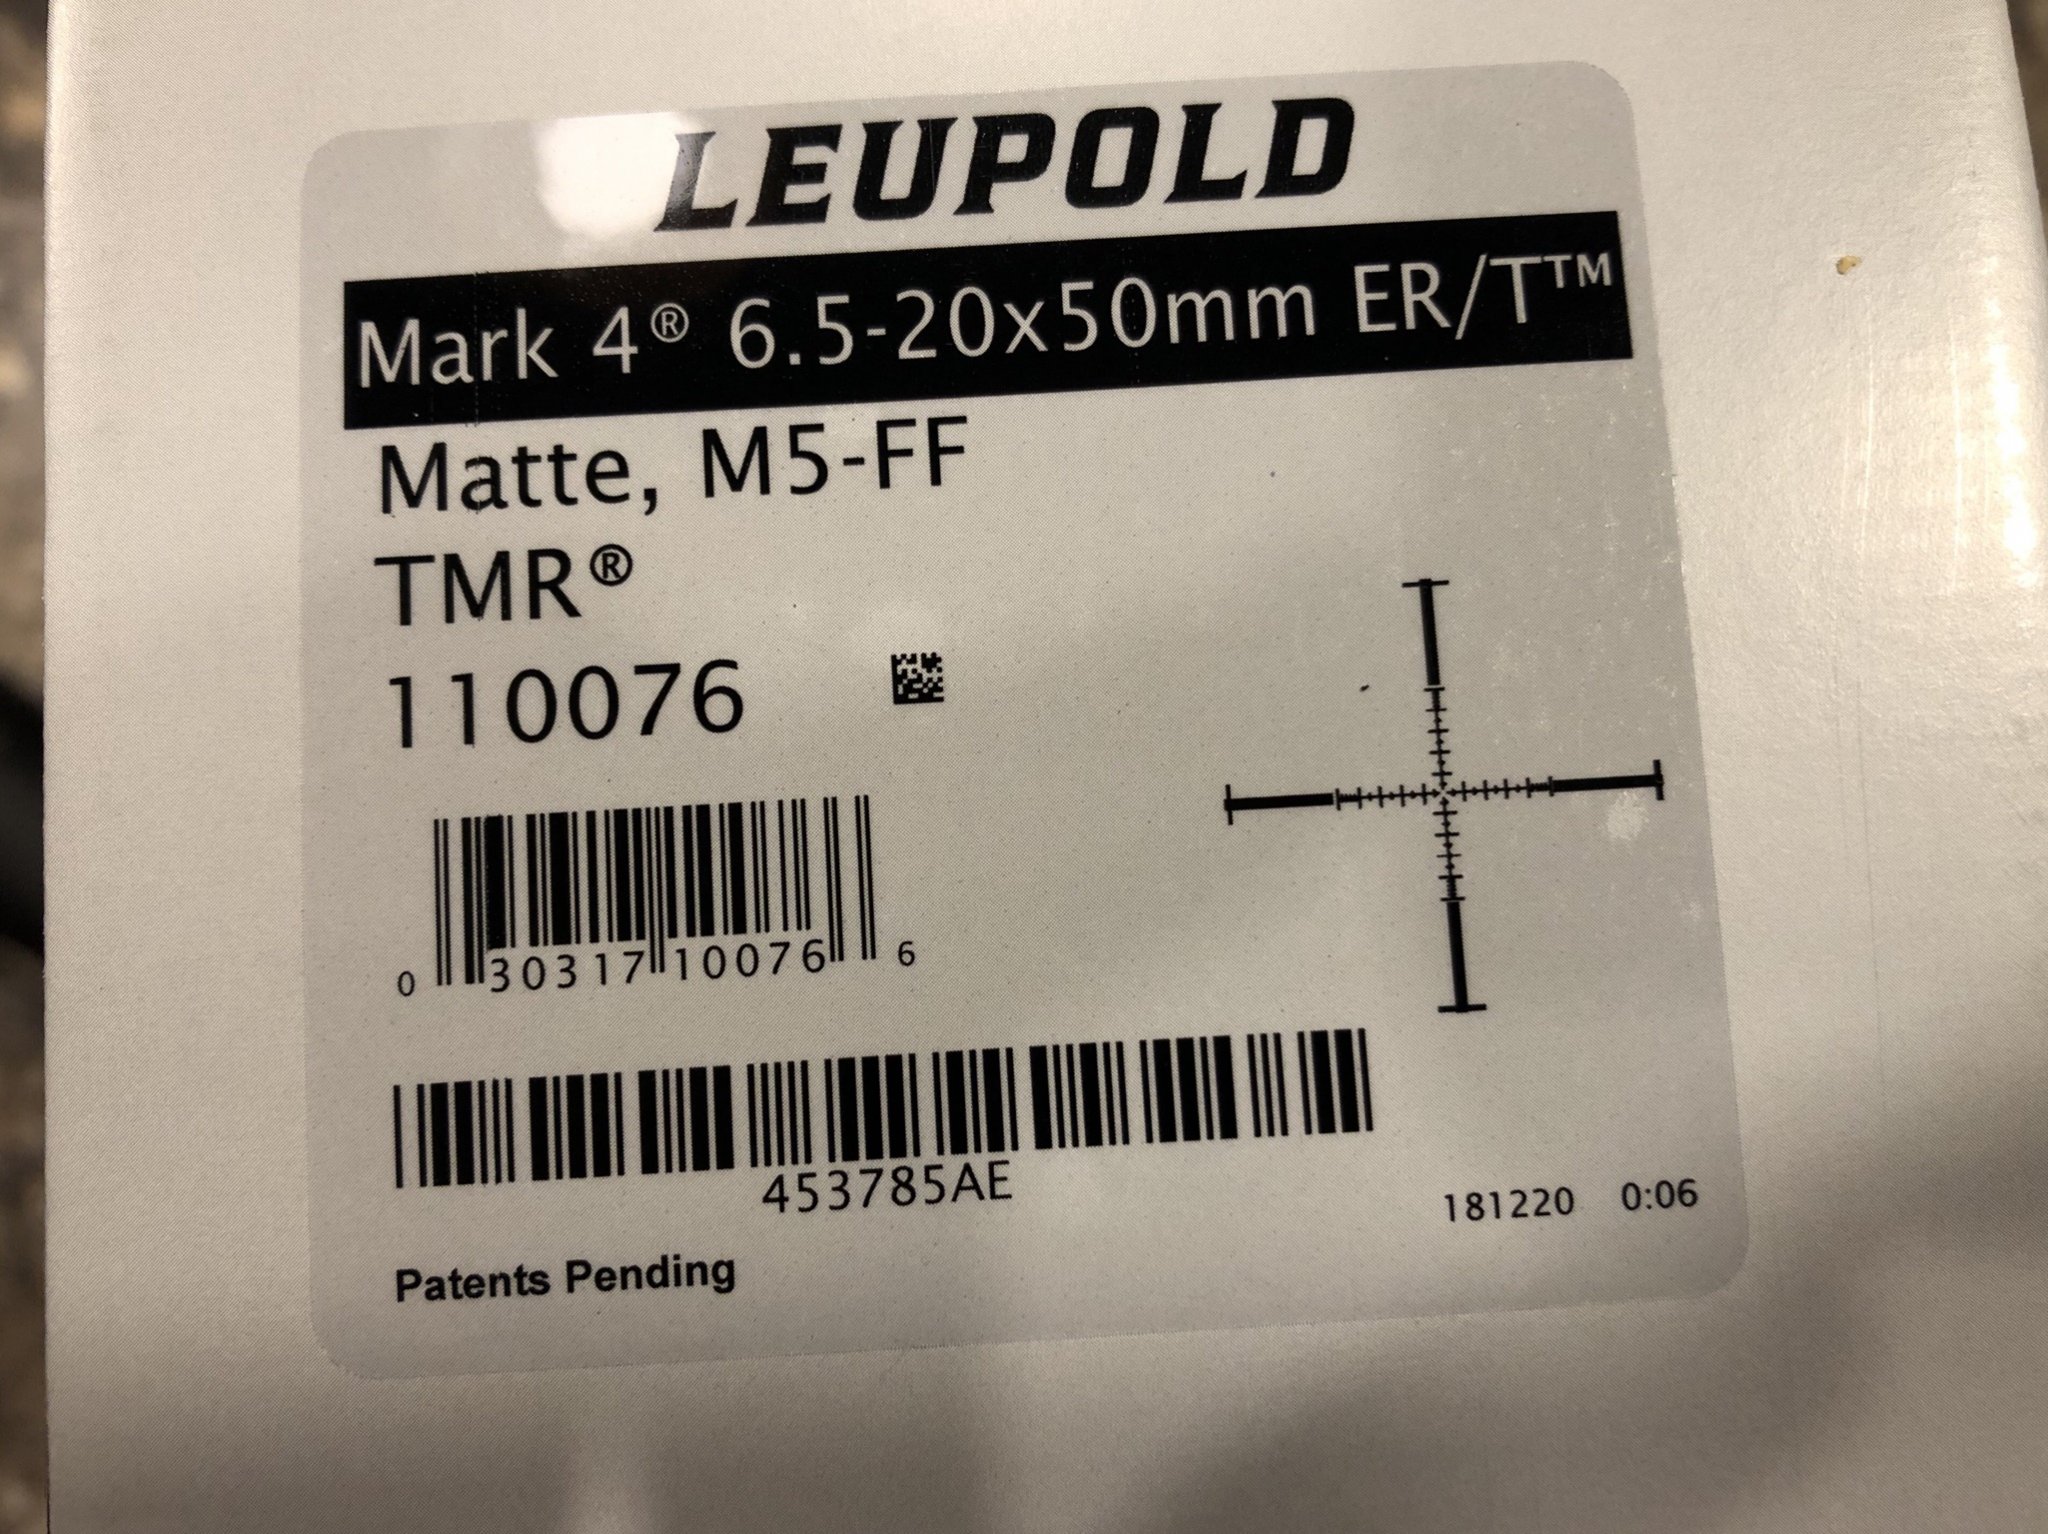 LEUPOLD
Mark 4® 6.5-20x50mm ER/T™
Matte, M5-FF
TMR®
110076
0 30317 10076 6
453785AE
181220 0:06
Patents Pending